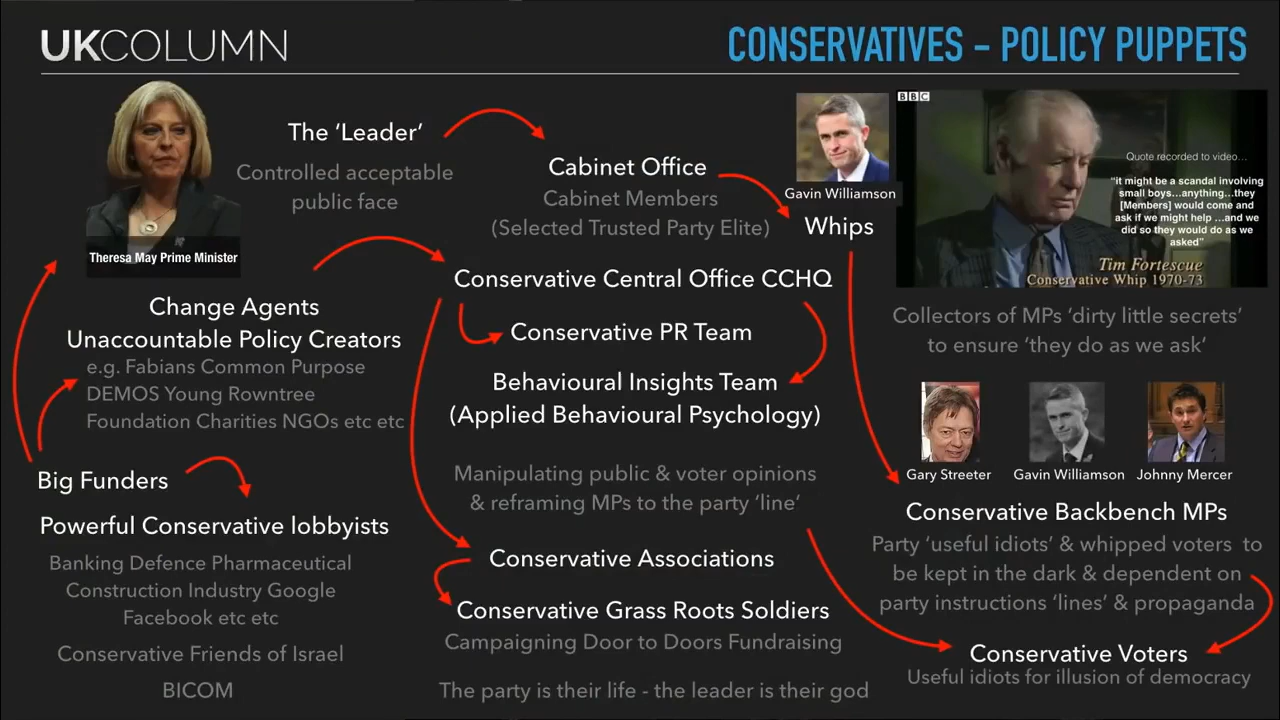 UKCOLUMN
CONSERVATIVES – POLICY PUPPETS
Theresa May Prime Minister
The ‘Leader’
Controlled acceptable
public face
Cabinet Office
Cabinet Members
(Selected Trusted Party Elite)
Gavin Williamson
Whips
BBC
Quote recorded to video...
“it might be a scandal involving
small boys...anything...they
[Members] would come and
ask if we might help ...and we
did so they would do as we
asked”
Tim Fortescue
Conservative Whip 1970-73
Collectors of MPs ‘dirty little secrets’
to ensure ‘they do as we ask’
Change Agents
Unaccountable Policy Creators
e.g. Fabians Common Purpose
DEMOS Young Rowntree
Foundation Charities NGOs etc etc
Conservative Central Office CCHQ
Conservative PR Team
Behavioural Insights Team
(Applied Behavioural Psychology)
Manipulating public & voter opinions
& reframing MPs to the party ‘line’
Big Funders
Powerful Conservative lobbyists
Banking Defence Pharmaceutical
Construction Industry Google
Facebook etc etc
Conservative Friends of Israel
BICOM
Conservative Associations
Conservative Grass Roots Soldiers
Campaigning Door to Doors Fundraising
The party is their life - the leader is their god
Gary Streeter
Gavin Williamson
Johnny Mercer
Conservative Backbench MPs
Party ‘useful idiots’ & whipped voters to
be kept in the dark & dependent on
party instructions ‘lines’ & propaganda
Conservative Voters
Useful idiots for illusion of democracy